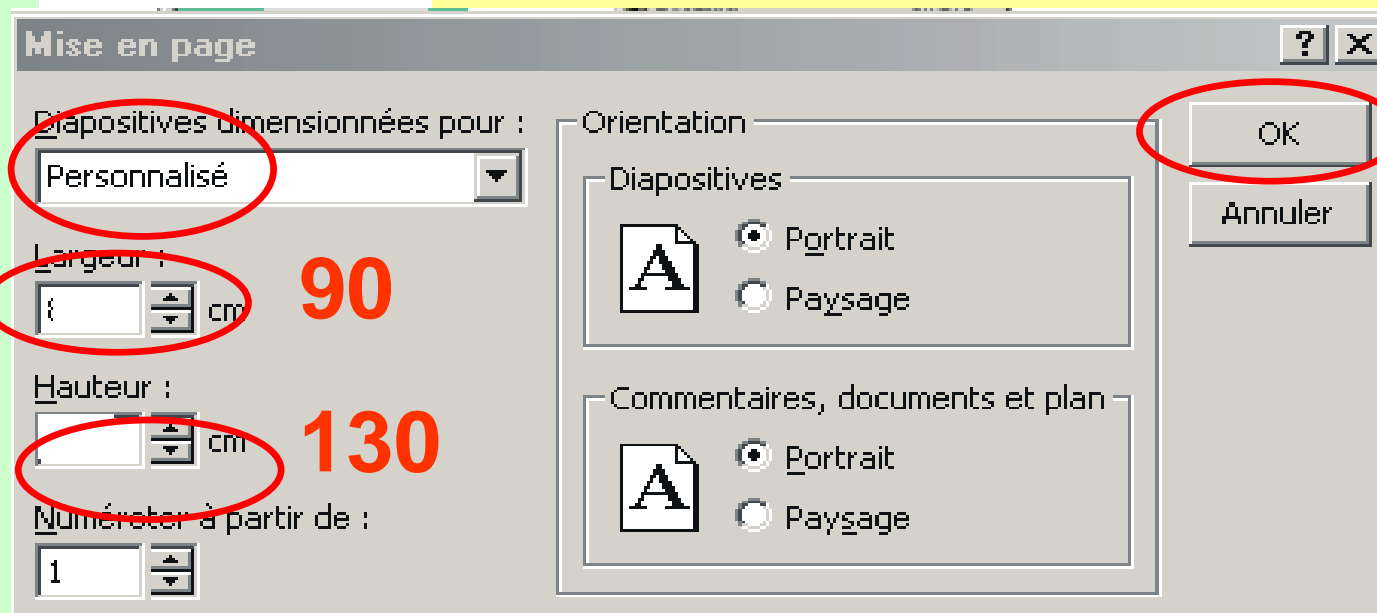 Mise en page
Diapositives dimensionnées pour :
Personnalisé
Largeur :
cm 90
Hauteur :
cm 130
Numéroter à partir de :
1
Orientation
Diapositives
A
Portrait
Paysage
Commentaires, documents et plan
A
Portrait
Paysage
?
X
OK
Annuler